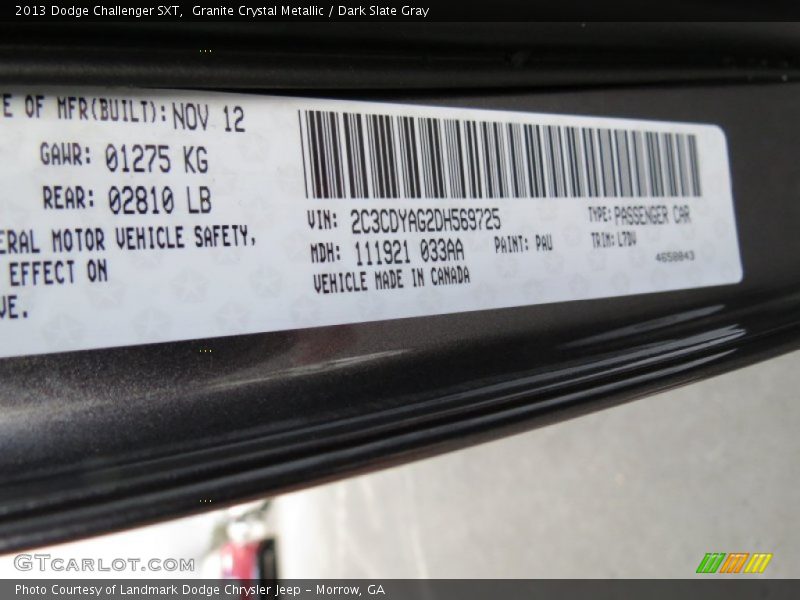 2013 Dodge Challenger SXT,  Granite Crystal Metallic / Dark Slate Gray
E OF MFR(BUILT): NOV 12
GAWR: 01275 KG
REAR: 02810 LB
ERAL MOTOR VEHICLE SAFETY,
EFFECT ON
VE.
VIN: 2C3CDYAG2DH569725
TYPE: PASSENGER CAR
MDH: 111921 033AA
PAINT: PAU
TRIM: L7DV
VEHICLE MADE IN CANADA
4650043
GTCARLOT.COM
Photo Courtesy of Landmark Dodge Chrysler Jeep - Morrow, GA